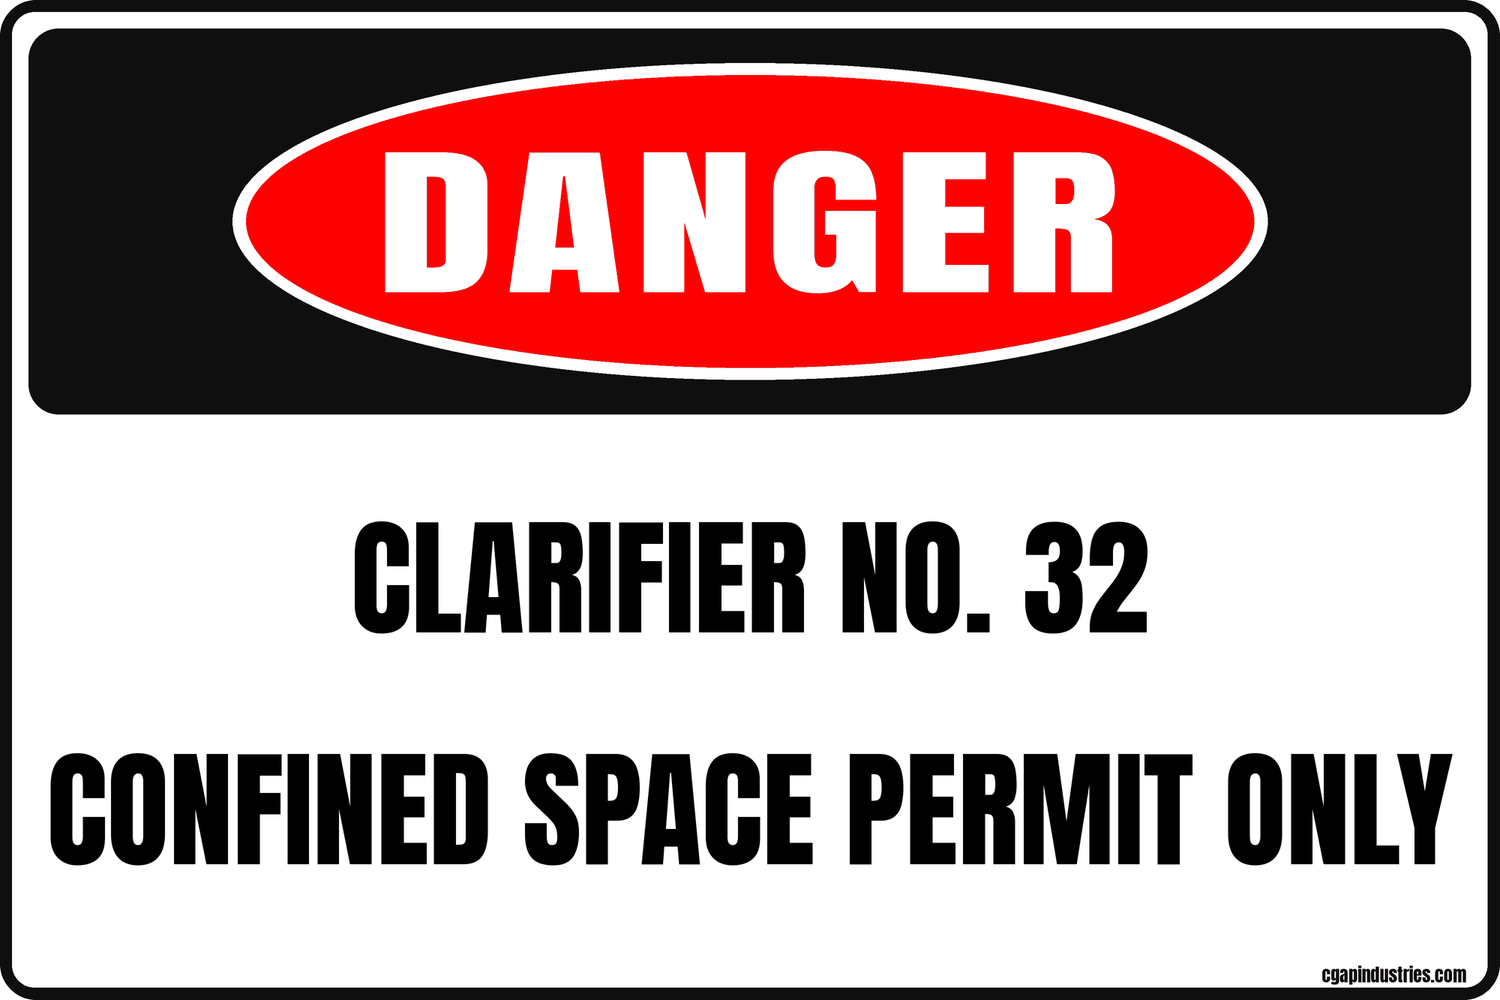 DANGER
CLARIFIER NO. 32
CONFINED SPACE PERMIT ONLY
cgapindustries.com